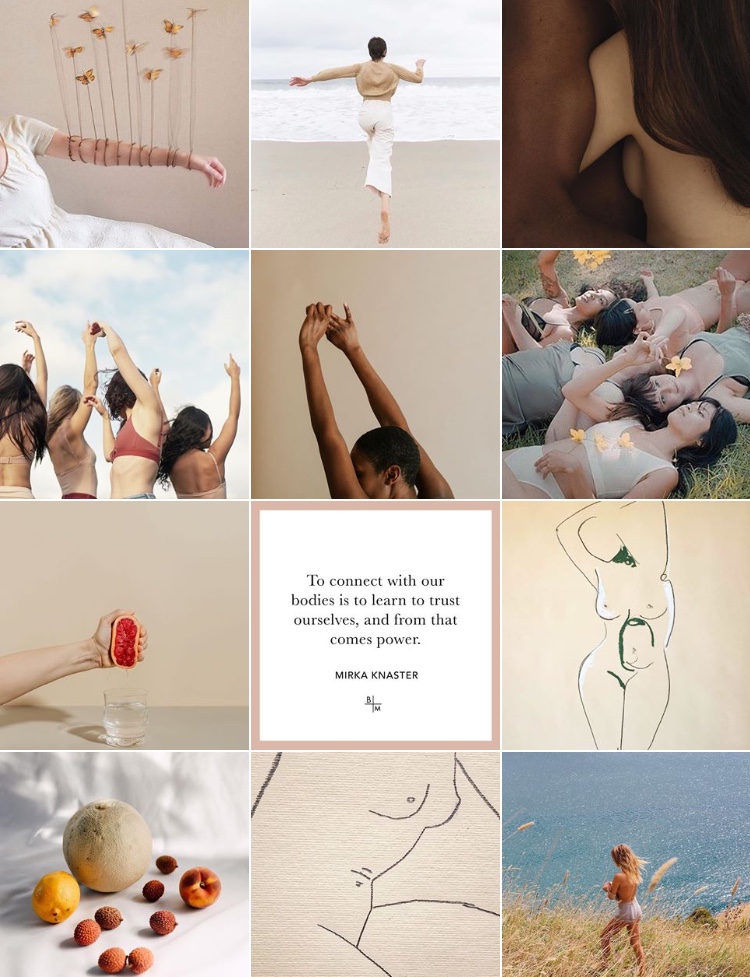 To connect with our
bodies is to learn to trust
ourselves, and from that
comes power.
MIRKA KNASTER
B
M